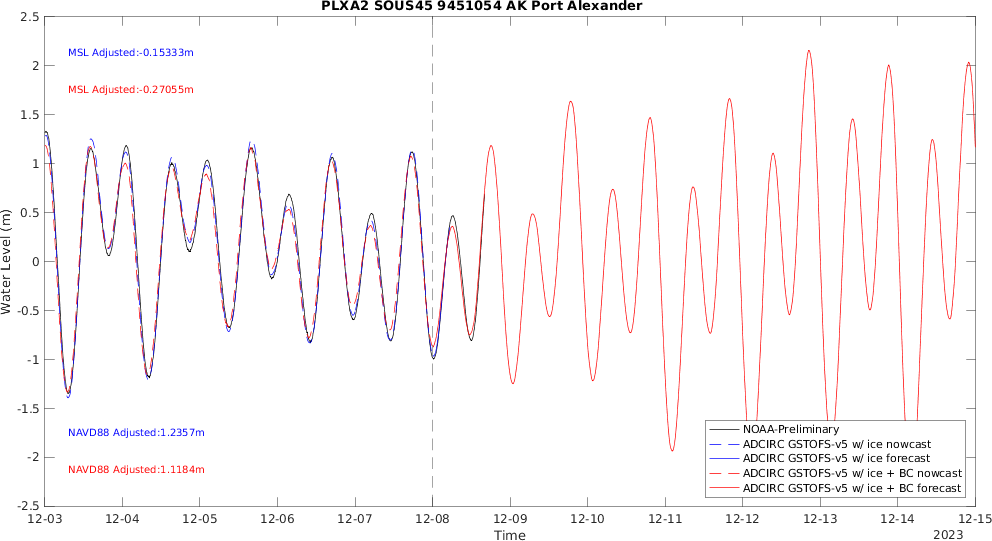 PLXA2 SOUS45 9451054 AK Port Alexander
2.5
2
1.5
1
0.5
0
-0.5
-1
-1.5
-2
-2.5
Water Level (m)
MSL Adjusted:-0.15333m
MSL Adjusted:-0.27055m
NAVD88 Adjusted:1.2357m
NAVD88 Adjusted:1.1184m
NOAA-Preliminary
ADCIRC GSTOFS-v5 w/ ice nowcast
ADCIRC GSTOFS-v5 w/ ice forecast
ADCIRC GSTOFS-v5 w/ ice + BC nowcast
ADCIRC GSTOFS-v5 w/ ice + BC forecast
12-03 12-04 12-05 12-06 12-07 12-08 12-09 12-10 12-11 12-12 12-13 12-14 12-15
Time
2023